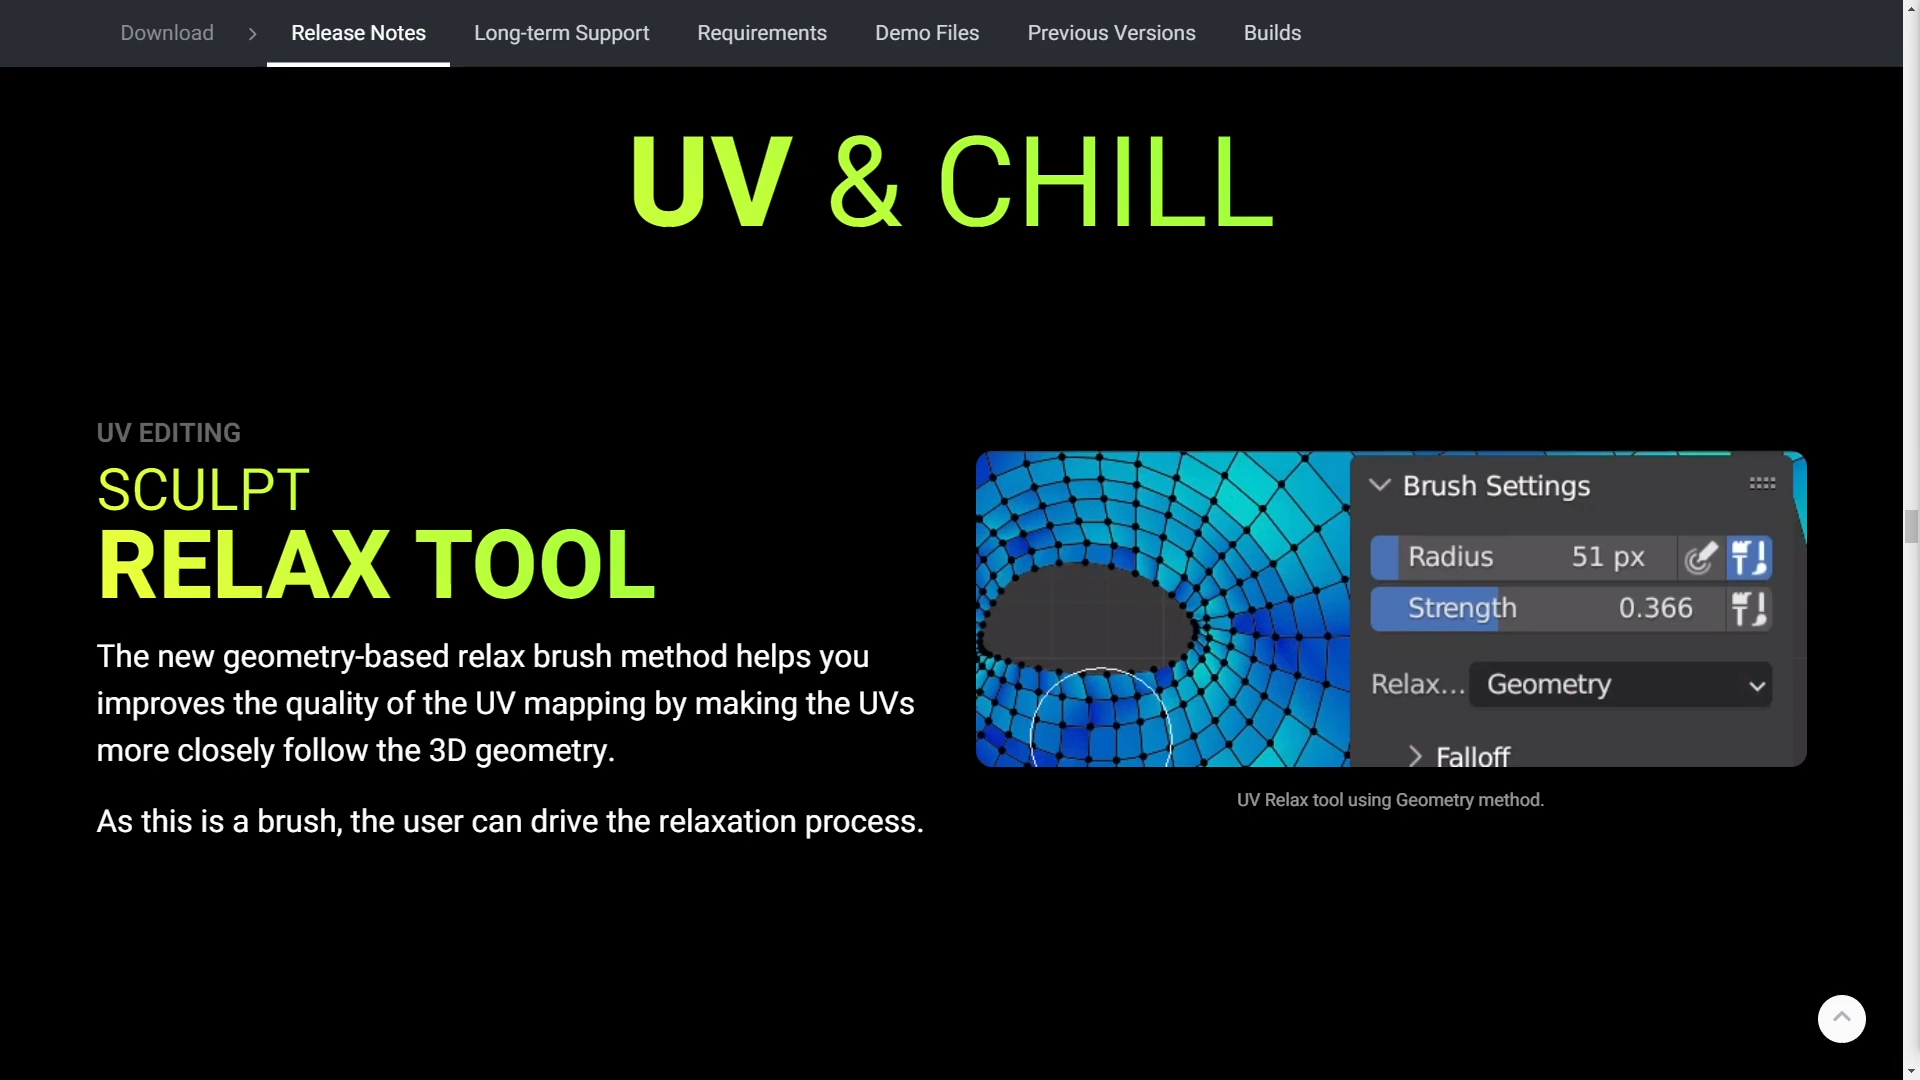 Download > Release Notes Long-term Support Requirements Demo Files Previous Versions Builds
UV & CHILL
UV EDITING
SCULPT
RELAX TOOL
The new geometry-based relax brush method helps you
improves the quality of the UV mapping by making the UVs
more closely follow the 3D geometry.
As this is a brush, the user can drive the relaxation process.
Brush Settings
Radius 51 px
Strength 0.366
Relax... Geometry
Falloff
UV Relax tool using Geometry method.